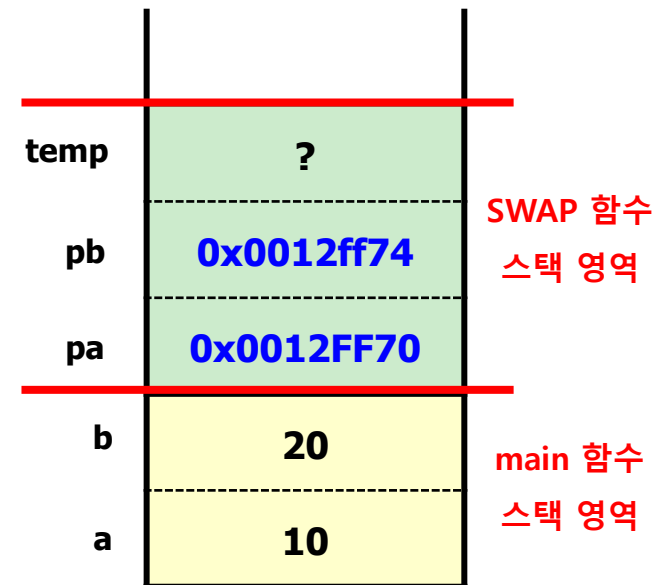 temp ?
SWAP 함수
스택 영역
pb 0x0012ff74
pa 0x0012FF70
b 20
main 함수
스택 영역
a 10